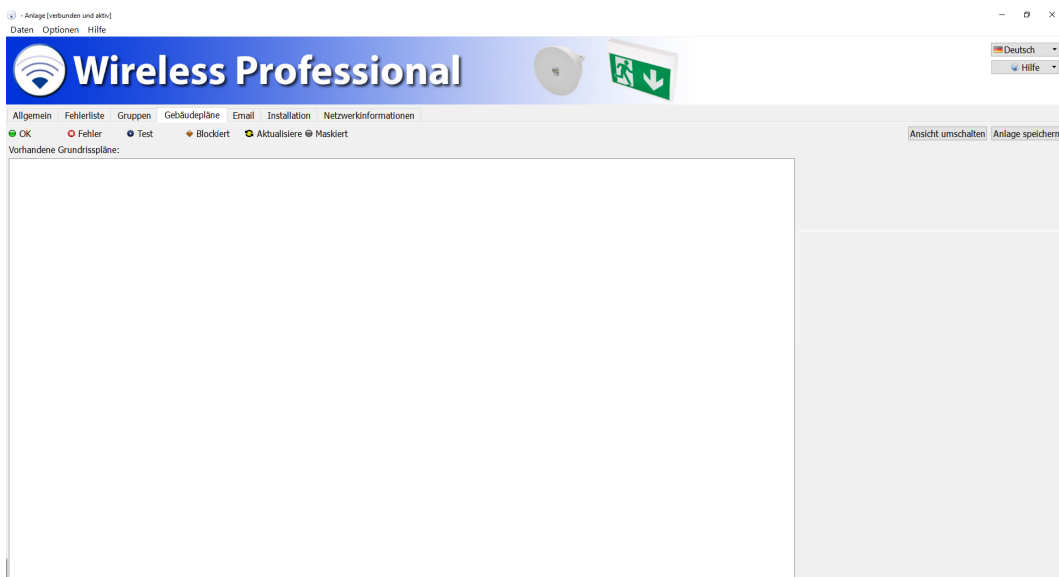 - Anlage [verbunden und aktiv]
Daten Optionen Hilfe
Wireless Professional
Deutsch
Hilfe
Allgemein Fehlerliste Gruppen Gebäudepläne Email Installation Netzwerkinformationen
OK Fehler Test Blockiert Aktualisiere Maskiert Ansicht umschalten Anlage speichern
Vorhandene Grundrisspläne: